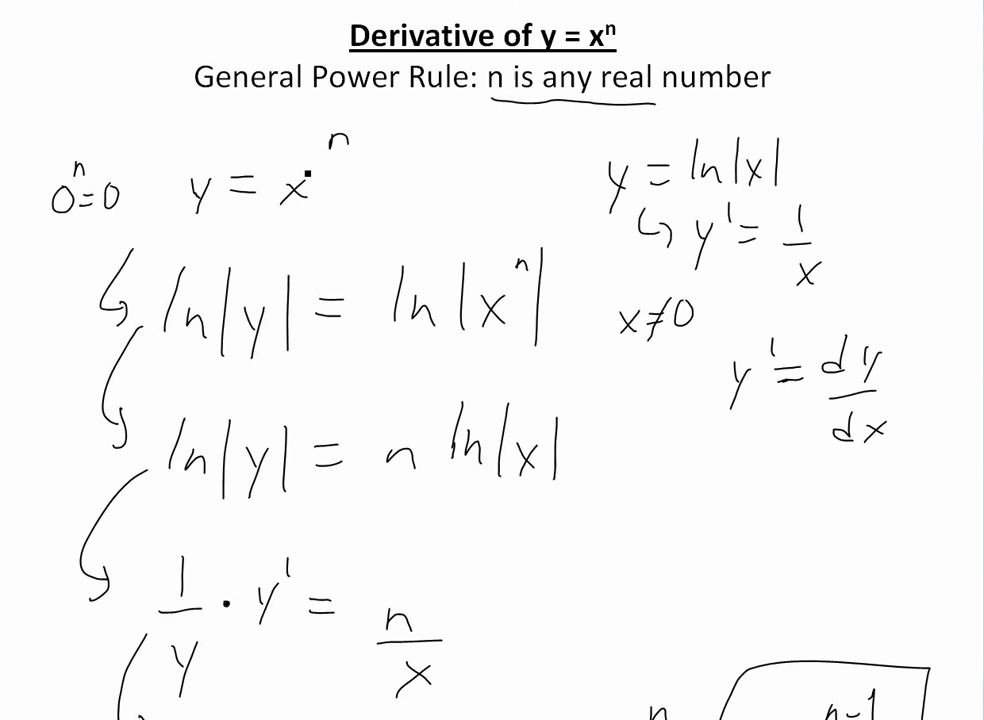 Derivative of y = xⁿ
General Power Rule: n is any real number
0ⁿ=0
y = xⁿ
y = ln|x|
y' = 1/x
ln|y| = ln|xⁿ|
x≠0
y' = dy/dx
ln|y| = n ln|x|
1/y · y' = n/x
n
n-1